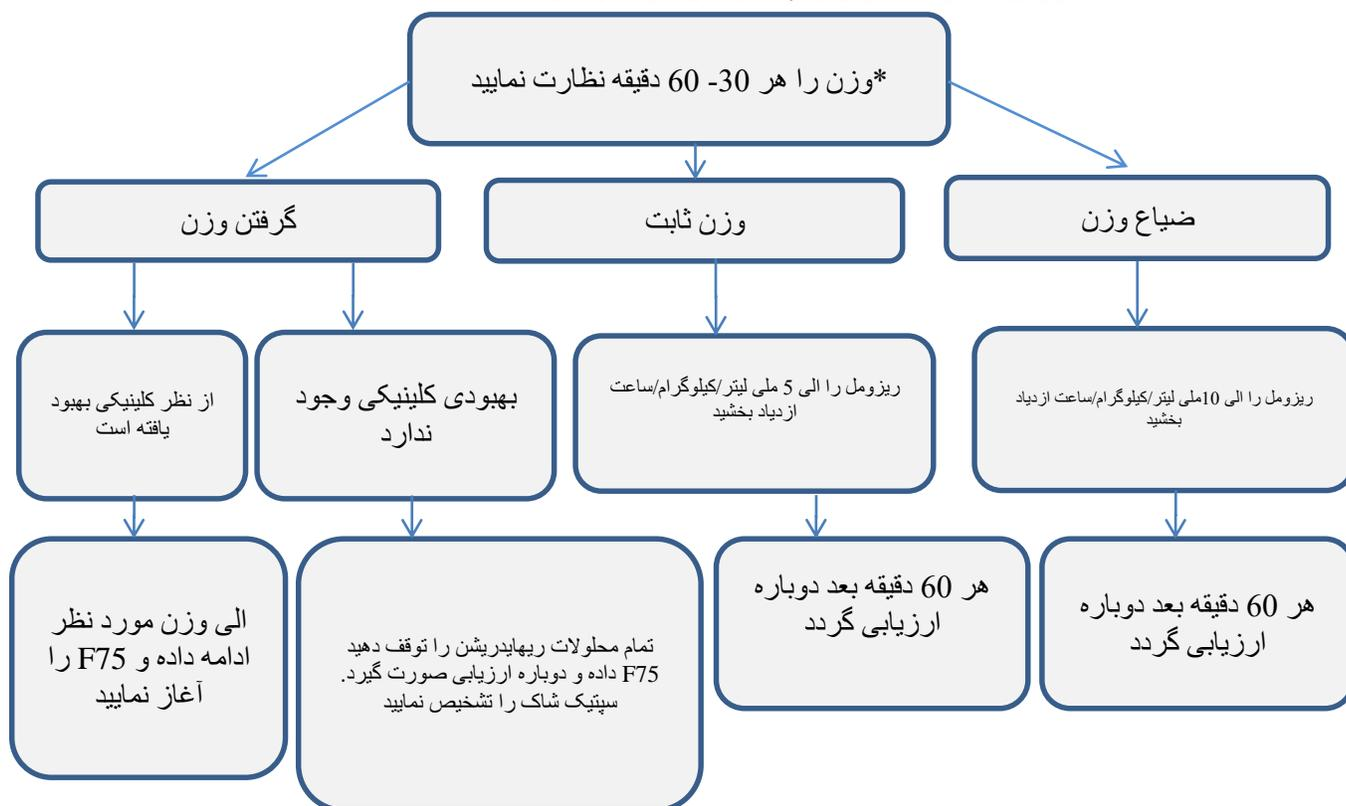 *وزن را هر 30- 60 دقیقه نظارت نمایید
ضیاع وزن
وزن ثابت
گرفتن وزن
ریزومل را الی 10ملی لیتر/کیلوگرام/ساعت ازدیاد
بخشید
ریزومل را الی 5 ملی لیتر/کیلوگرام/ساعت
ازدیاد بخشید
بهبودی کلینیکی وجود
ندارد
از نظر کلینیکی بهبود
یافته است
هر 60 دقیقه بعد دوباره
ارزیابی گردد
هر 60 دقیقه بعد دوباره
ارزیابی گردد
تمام محلولات ریهایدریشن را توقف دهید
F75 داده و دوباره ارزیابی صورت گیرد.
سپتیک شاک را تشخیص نمایید
الی وزن مورد نظر
ادامه داده و F75 را
آغاز نمایید